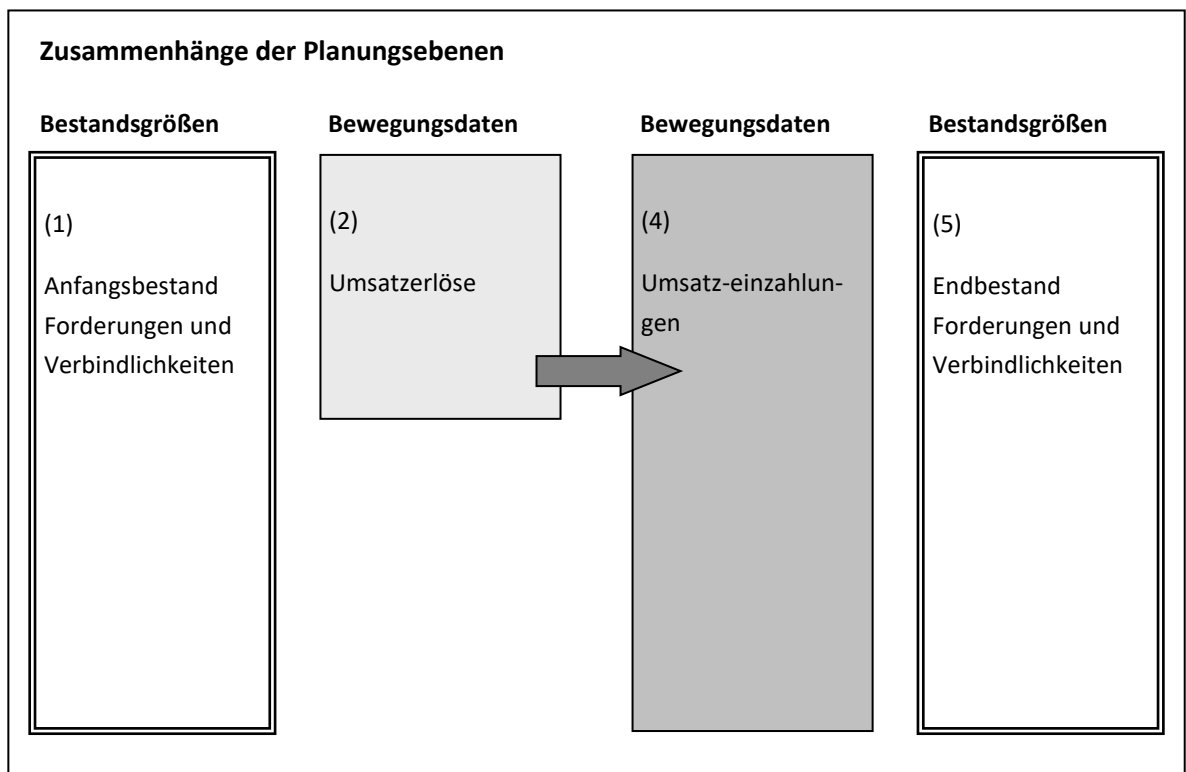 Zusammenhänge der Planungsebenen
Bestandsgrößen
(1)
Anfangsbestand
Forderungen und
Verbindlichkeiten
Bewegungsdaten
(2)
Umsatzerlöse
Bewegungsdaten
(4)
Umsatz-einzahlun-
gen
Bestandsgrößen
(5)
Endbestand
Forderungen und
Verbindlichkeiten